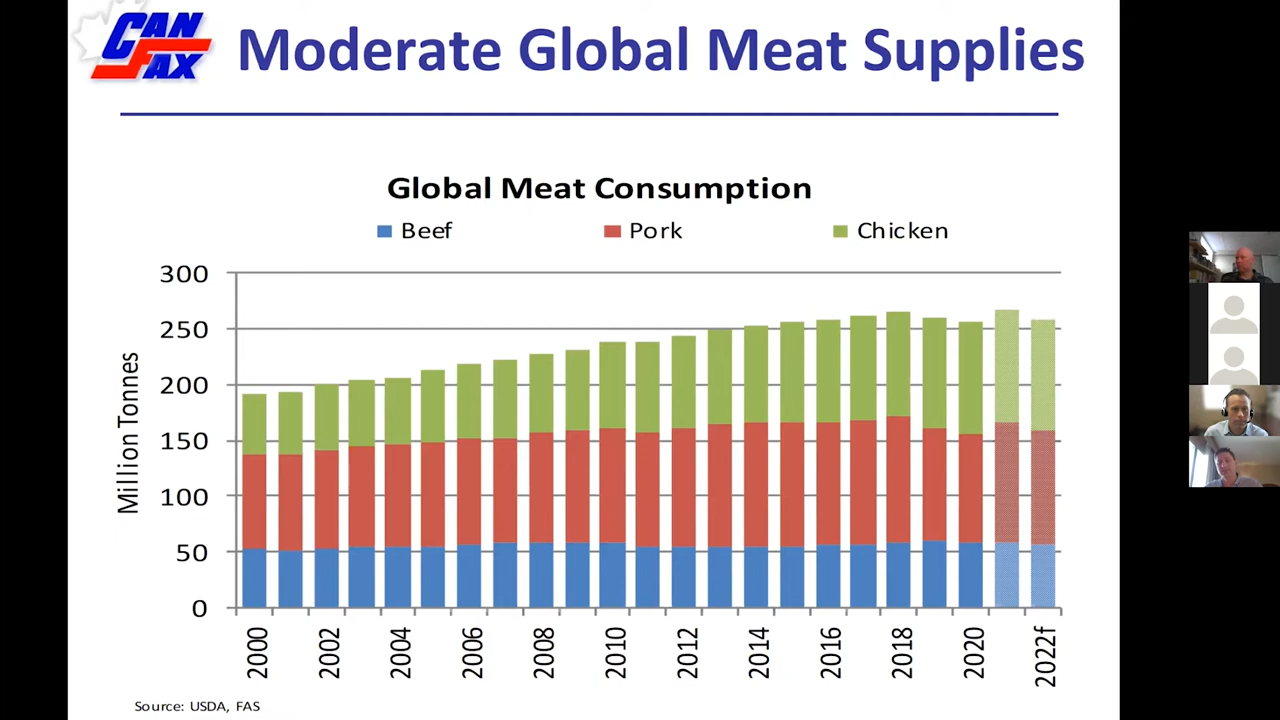 CAN
FAX
Moderate Global Meat Supplies
Global Meat Consumption
Beef Pork Chicken
300
250
200
150
100
50
0
Million Tonnes
2000 2002 2004 2006 2008 2010 2012 2014 2016 2018 2020 2022f
Source: USDA, FAS